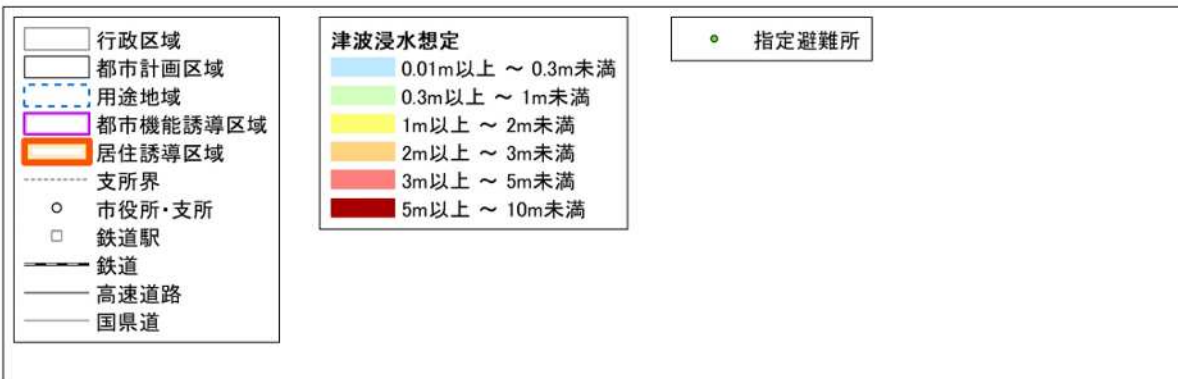 行政区域
都市計画区域
用途地域
都市機能誘導区域
居住誘導区域
支所界
市役所・支所
鉄道駅
鉄道
高速道路
国県道
津波浸水想定
0.01m以上 ～ 0.3m未満
0.3m以上 ～ 1m未満
1m以上 ～ 2m未満
2m以上 ～ 3m未満
3m以上 ～ 5m未満
5m以上 ～ 10m未満
指定避難所